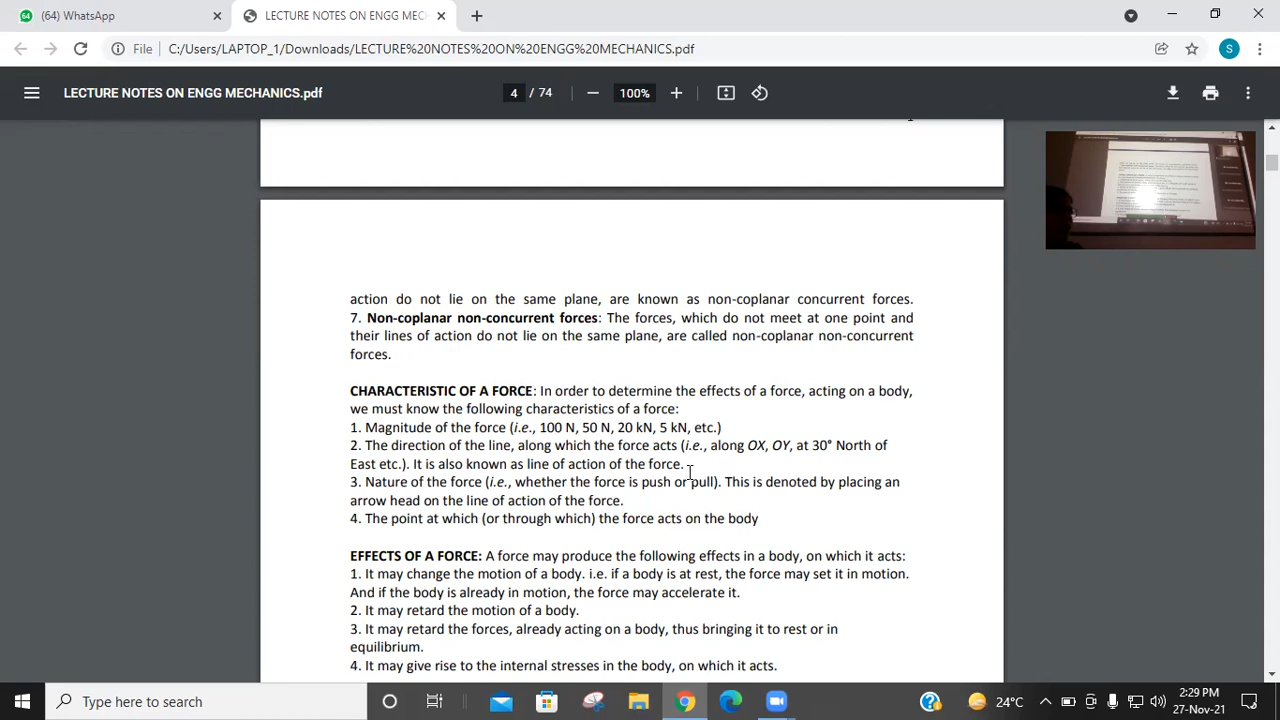 (64) WhatsApp
LECTURE NOTES ON ENGG MEC
File
C:/Users/LAPTOP_1/Downloads/LECTURE%20NOTES%20ON%20ENGG%20MECHANICS.pdf
S
LECTURE NOTES ON ENGG MECHANICS.pdf
4 / 74
100%
action do not lie on the same plane, are known as non-coplanar concurrent forces.
7. Non-coplanar non-concurrent forces: The forces, which do not meet at one point and
their lines of action do not lie on the same plane, are called non-coplanar non-concurrent
forces.
CHARACTERISTIC OF A FORCE: In order to determine the effects of a force, acting on a body,
we must know the following characteristics of a force:
1. Magnitude of the force (i.e., 100 N, 50 N, 20 kN, 5 kN, etc.)
2. The direction of the line, along which the force acts (i.e., along OX, OY, at 30° North of
East etc.). It is also known as line of action of the force.
3. Nature of the force (i.e., whether the force is push or pull). This is denoted by placing an
arrow head on the line of action of the force.
4. The point at which (or through which) the force acts on the body
EFFECTS OF A FORCE: A force may produce the following effects in a body, on which it acts:
1. It may change the motion of a body. i.e. if a body is at rest, the force may set it in motion.
And if the body is already in motion, the force may accelerate it.
2. It may retard the motion of a body.
3. It may retard the forces, already acting on a body, thus bringing it to rest or in
equilibrium.
4. It may give rise to the internal stresses in the body, on which it acts.
Type here to search
24°C
2:29 PM
27-Nov-21